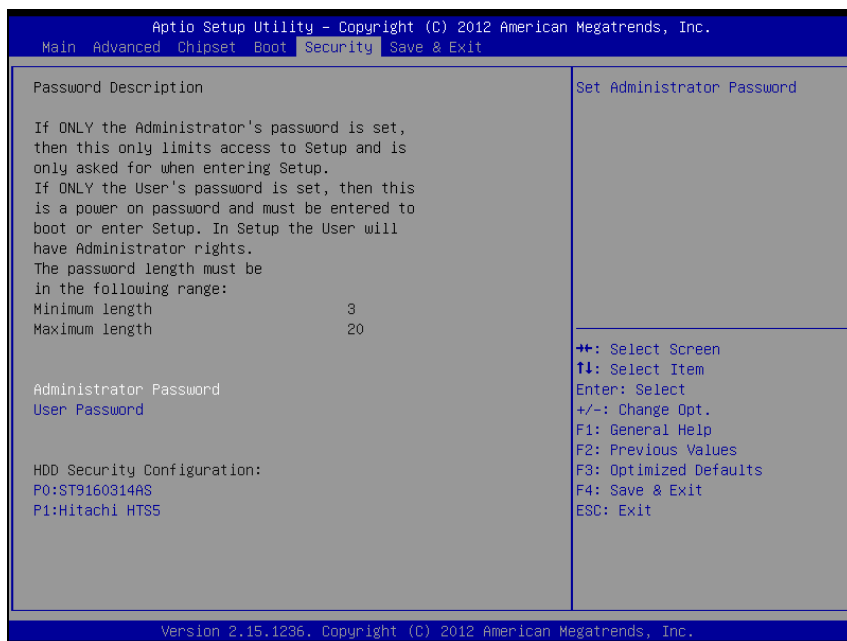 Aptio Setup Utility – Copyright (C) 2012 American Megatrends, Inc.
Main Advanced Chipset Boot Security Save & Exit
Password Description
If ONLY the Administrator's password is set,
then this only limits access to Setup and is
only asked for when entering Setup.
If ONLY the User's password is set, then this
is a power on password and must be entered to
boot or enter Setup. In Setup the User will
have Administrator rights.
The password length must be
in the following range:
Minimum length 3
Maximum length 20
Administrator Password
User Password
HDD Security Configuration:
P0:ST9160314AS
P1:Hitachi HTS5
Set Administrator Password
→←: Select Screen
↑↓: Select Item
Enter: Select
+/-: Change Opt.
F1: General Help
F2: Previous Values
F3: Optimized Defaults
F4: Save & Exit
ESC: Exit
Version 2.15.1236. Copyright (C) 2012 American Megatrends, Inc.